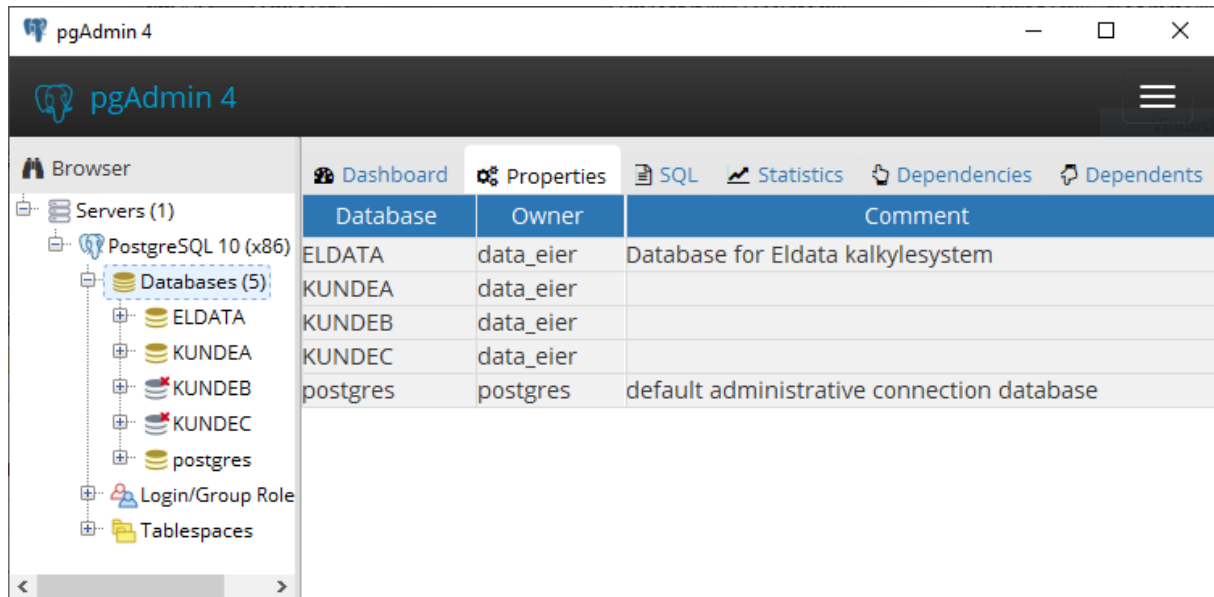 pgAdmin 4
pgAdmin 4
Browser
Dashboard Properties SQL Statistics Dependencies Dependents
Servers (1)
PostgreSQL 10 (x86)
Databases (5)
ELDATA
KUNDEA
KUNDEB
KUNDEC
postgres
Login/Group Role
Tablespaces
Database Owner Comment
ELDATA data_eier Database for Eldata kalkylesystem
KUNDEA data_eier
KUNDEB data_eier
KUNDEC data_eier
postgres postgres default administrative connection database